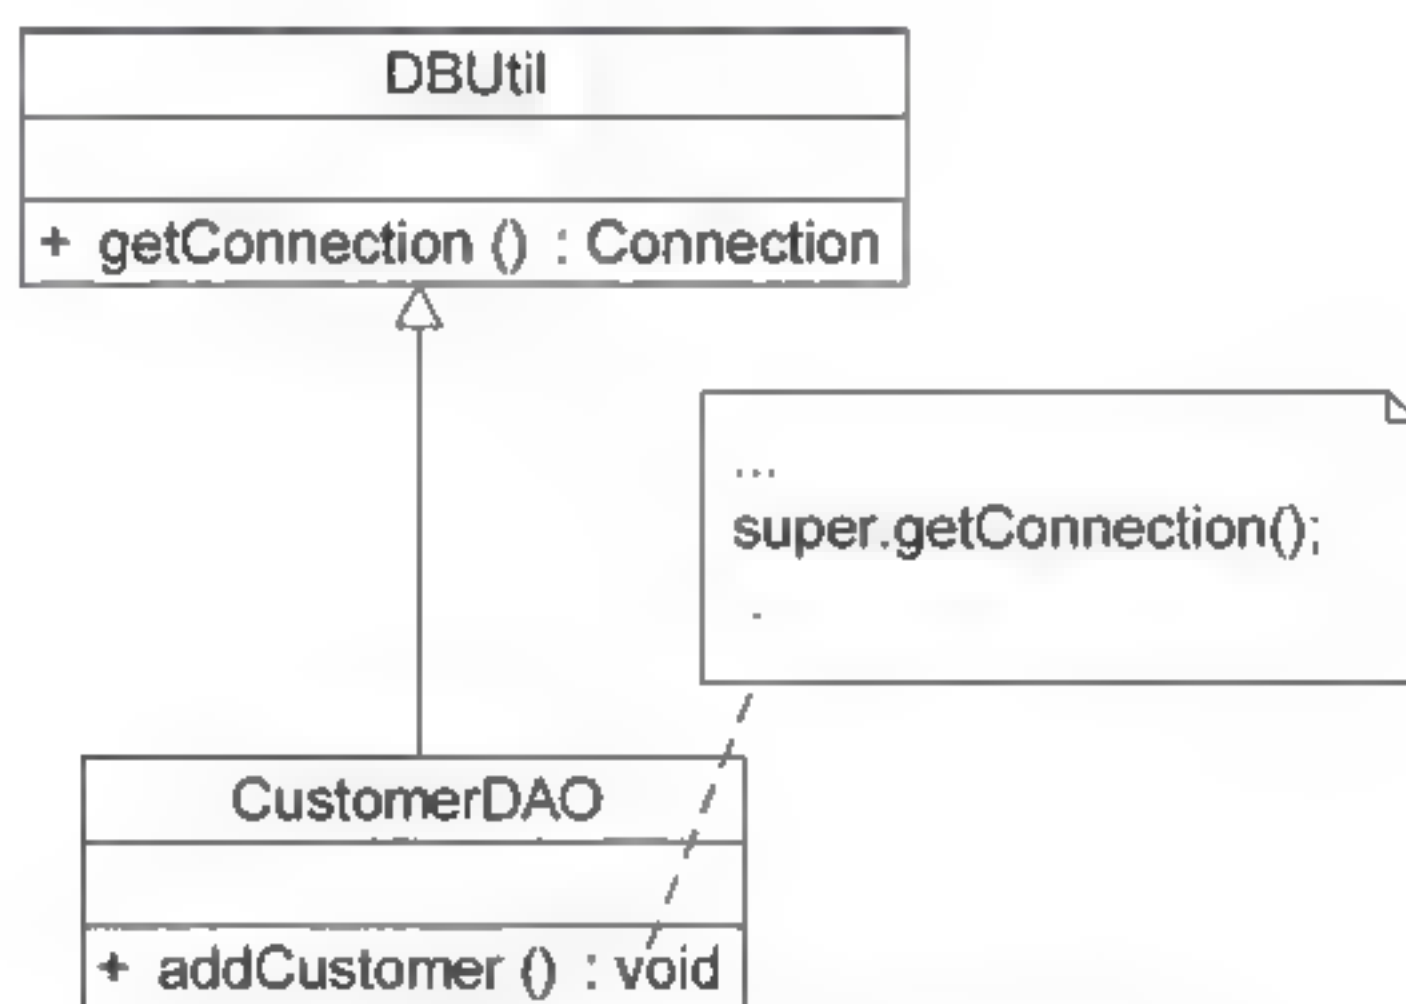 DBUtil
+ getConnection () : Connection
...
super.getConnection();
.
CustomerDAO
+ addCustomer () : void